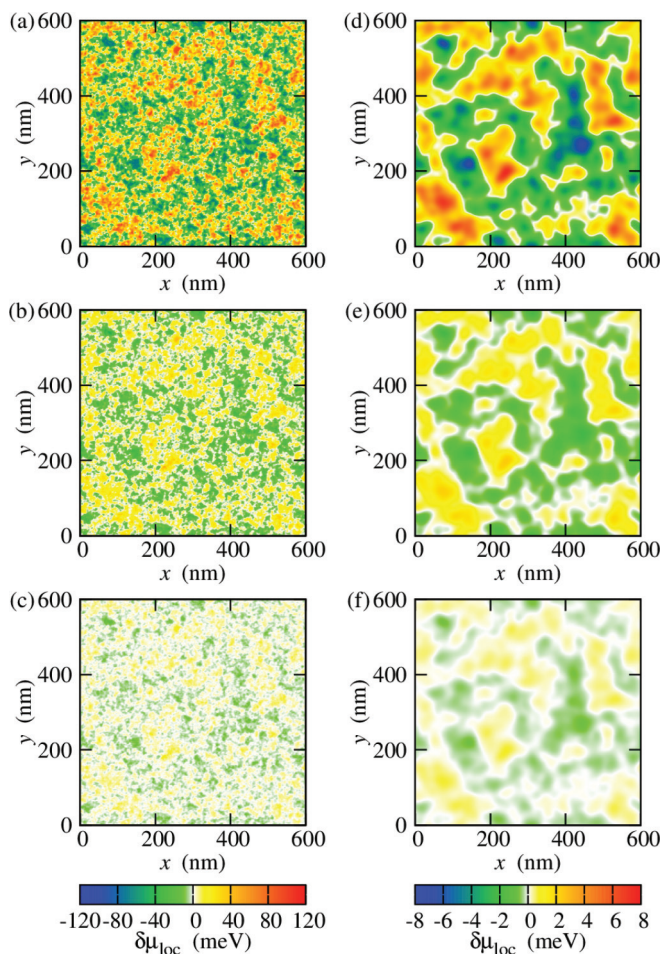 (a) 600 400 200 0
y (nm)
0 200 400 600
x (nm)
(d) 600 400 200 0
y (nm)
0 200 400 600
x (nm)
(b) 600 400 200 0
y (nm)
0 200 400 600
x (nm)
(e) 600 400 200 0
y (nm)
0 200 400 600
x (nm)
(c) 600 400 200 0
y (nm)
0 200 400 600
x (nm)
(f) 600 400 200 0
y (nm)
0 200 400 600
x (nm)
-120 -80 -40 0 40 80 120
δμloc (meV)
-8 -6 -4 -2 0 2 4 6 8
δμloc (meV)